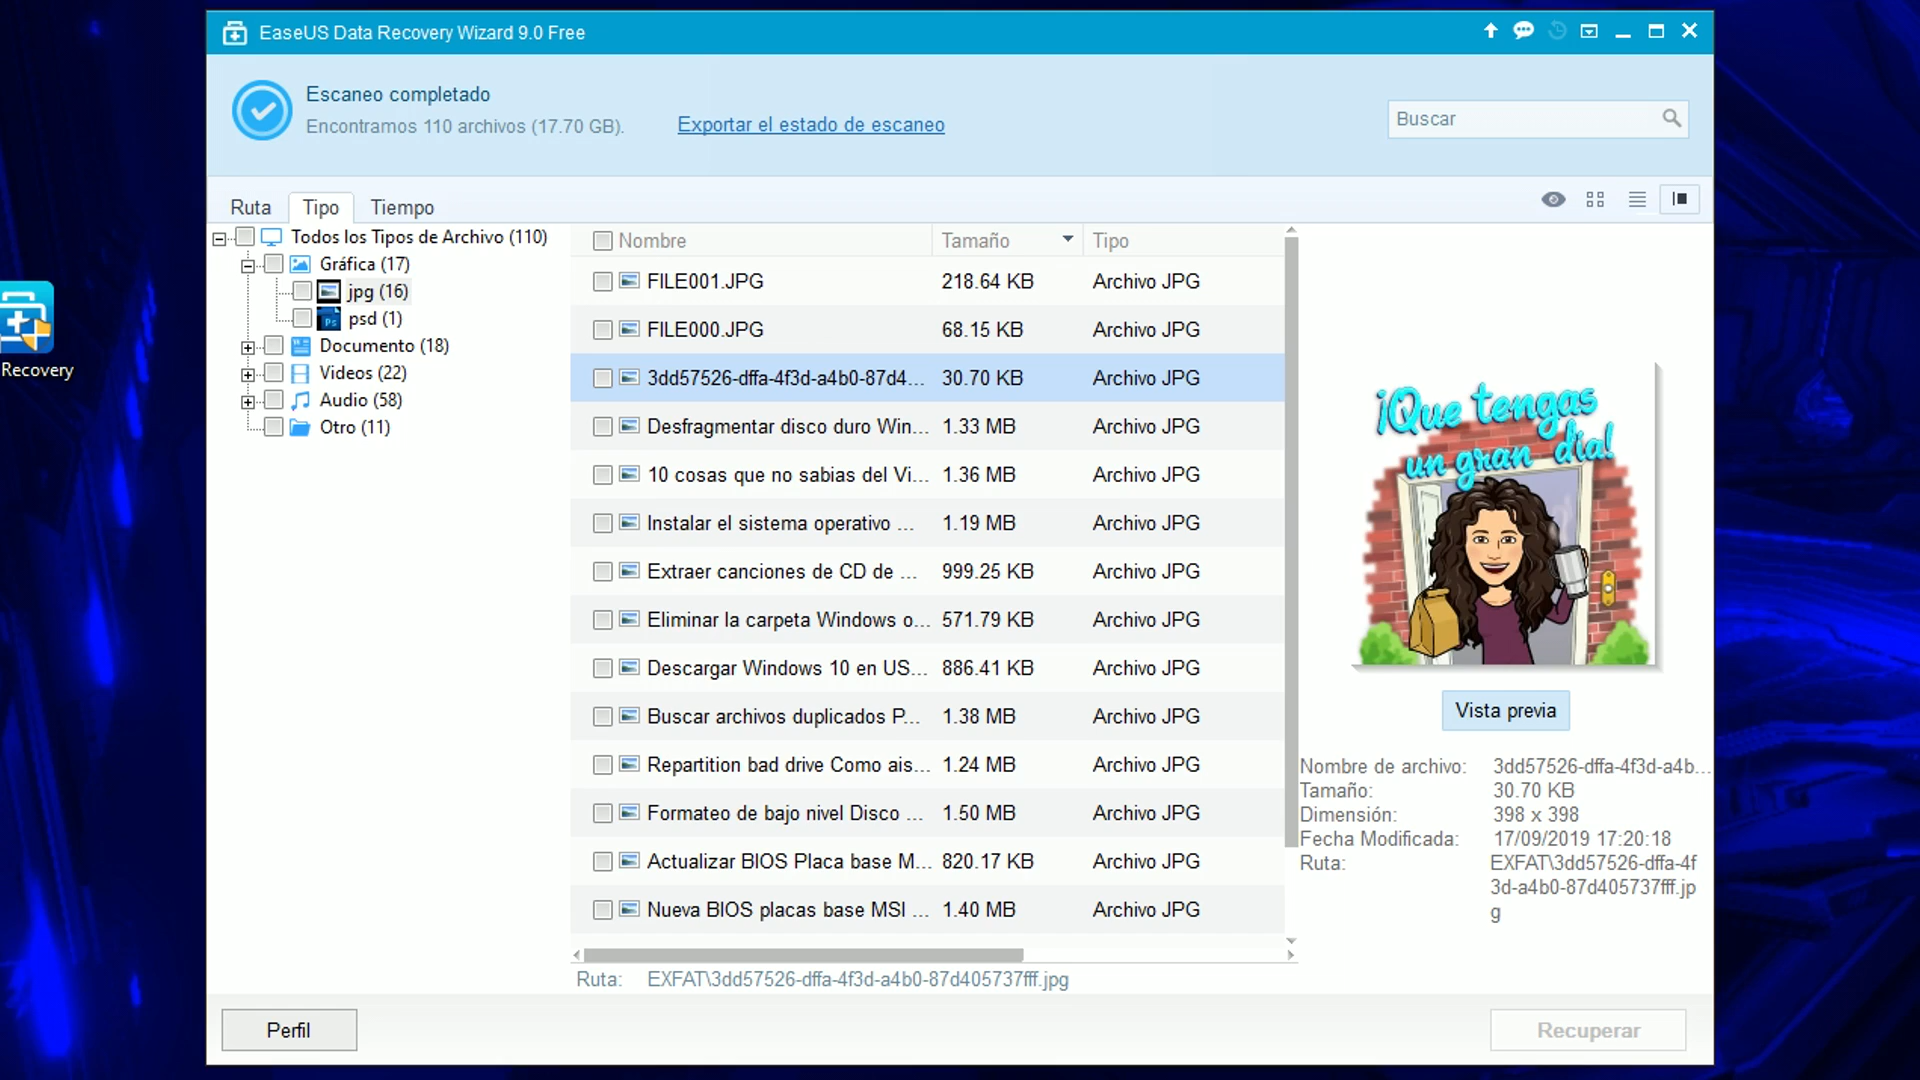 EaseUS Data Recovery Wizard 9.0 Free
Escaneo completado
Encontramos 110 archivos (17.70 GB).
Exportar el estado de escaneo
Buscar
Ruta
Tipo
Tiempo
Todos los Tipos de Archivo (110)
Gráfica (17)
jpg (16)
psd (1)
Documento (18)
Videos (22)
Audio (58)
Otro (11)
Recovery
Nombre Tamaño Tipo
FILE001.JPG 218.64 KB Archivo JPG
FILE000.JPG 68.15 KB Archivo JPG
3dd57526-dffa-4f3d-a4b0-87d4... 30.70 KB Archivo JPG
Desfragmentar disco duro Win... 1.33 MB Archivo JPG
10 cosas que no sabias del Vi... 1.36 MB Archivo JPG
Instalar el sistema operativo ... 1.19 MB Archivo JPG
Extraer canciones de CD de ... 999.25 KB Archivo JPG
Eliminar la carpeta Windows o... 571.79 KB Archivo JPG
Descargar Windows 10 en US... 886.41 KB Archivo JPG
Buscar archivos duplicados P... 1.38 MB Archivo JPG
Repartition bad drive Como ais... 1.24 MB Archivo JPG
Formateo de bajo nivel Disco ... 1.50 MB Archivo JPG
Actualizar BIOS Placa base M... 820.17 KB Archivo JPG
Nueva BIOS placas base MSI ... 1.40 MB Archivo JPG
Ruta: EXFAT\3dd57526-dffa-4f3d-a4b0-87d405737fff.jpg
¡Que tengas
un gran día!
Vista previa
Nombre de archivo: 3dd57526-dffa-4f3d-a4b...
Tamaño: 30.70 KB
Dimensión: 398 x 398
Fecha Modificada: 17/09/2019 17:20:18
Ruta: EXFAT\3dd57526-dffa-4f
3d-a4b0-87d405737fff.jp
g
Perfil
Recuperar
Ps